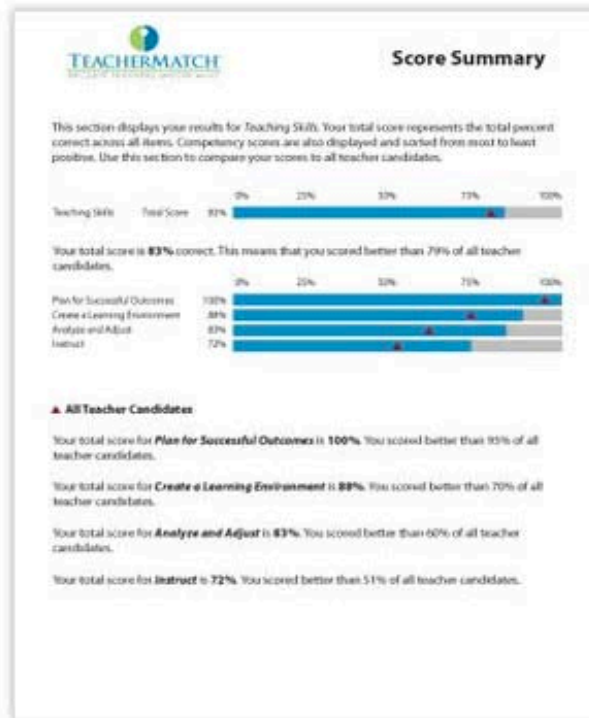 TEACHERMATCH
Score Summary
This section displays your results for Teaching Skills. Your total score represents the total percent
correct across all items. Competency scores are also displayed and sorted from most to least
positive. Use this section to compare your scores to all teacher candidates.
0% 25% 50% 75% 100%
Teaching Skills Total Score 83%
Your total score is 83% correct. This means that you scored better than 79% of all teacher
candidates.
0% 25% 50% 75% 100%
Plan for Successful Outcomes 100%
Create a Learning Environment 88%
Analyze and Adjust 83%
Instruct 72%
All Teacher Candidates
Your total score for Plan for Successful Outcomes is 100%. You scored better than 95% of all
teacher candidates.
Your total score for Create a Learning Environment is 88%. You scored better than 70% of all
teacher candidates.
Your total score for Analyze and Adjust is 83%. You scored better than 60% of all teacher
candidates.
Your total score for Instruct is 72%. You scored better than 51% of all teacher candidates.